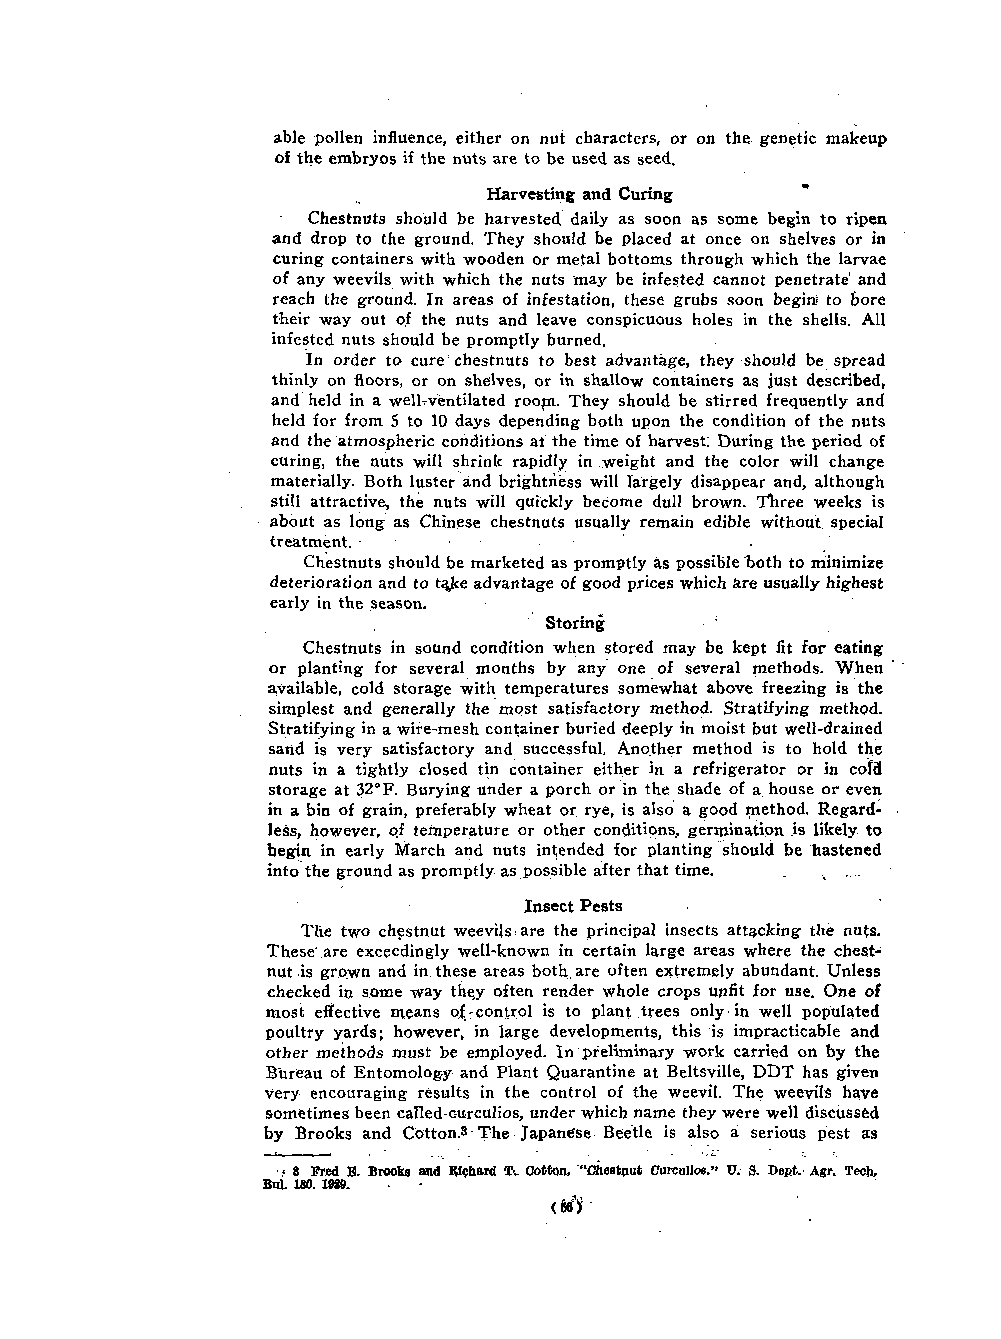 able pollen influence, either on nut characters, or on the genetic makeup
of the embryos if the nuts are to be used as seed.
Harvesting and Curing
Chestnuts should be harvested daily as soon as some begin to ripen
and drop to the ground. They should be placed at once on shelves or in
curing containers with wooden or metal bottoms through which the larvae
of any weevils with which the nuts may be infested cannot penetrate and
reach the ground. In areas of infestation, these grubs soon begin to bore
their way out of the nuts and leave conspicuous holes in the shells. All
infested nuts should be promptly burned.
In order to cure chestnuts to best advantage, they should be spread
thinly on floors, or on shelves, or in shallow containers as just described,
and held in a well-ventilated room. They should be stirred frequently and
held for from 5 to 10 days depending both upon the condition of the nuts
and the atmospheric conditions at the time of harvest. During the period of
curing, the nuts will shrink rapidly in weight and the color will change
materially. Both luster and brightness will largely disappear and, although
still attractive, the nuts will quickly become dull brown. Three weeks is
about as long as Chinese chestnuts usually remain edible without special
treatment.
Chestnuts should be marketed as promptly as possible both to minimize
deterioration and to take advantage of good prices which are usually highest
early in the season.
Storing
Chestnuts in sound condition when stored may be kept fit for eating
or planting for several months by any one of several methods. When
available, cold storage with temperatures somewhat above freezing is the
simplest and generally the most satisfactory method. Stratifying method.
Stratifying in a wire-mesh container buried deeply in moist but well-drained
sand is very satisfactory and successful. Another method is to hold the
nuts in a tightly closed tin container either in a refrigerator or in cold
storage at 32°F. Burying under a porch or in the shade of a house or even
in a bin of grain, preferably wheat or rye, is also a good method. Regard-
less, however, of temperature or other conditions, germination is likely to
begin in early March and nuts intended for planting should be hastened
into the ground as promptly as possible after that time.
Insect Pests
The two chestnut weevils are the principal insects attacking the nuts.
These are exceedingly well-known in certain large areas where the chest-
nut is grown and in these areas both are often extremely abundant. Unless
checked in some way they often render whole crops unfit for use. One of
most effective means of control is to plant trees only in well populated
poultry yards; however, in large developments, this is impracticable and
other methods must be employed. In preliminary work carried on by the
Bureau of Entomology and Plant Quarantine at Beltsville, DDT has given
very encouraging results in the control of the weevil. The weevils have
sometimes been called curculios, under which name they were well discussed
by Brooks and Cotton.3 The Japanese Beetle is also a serious pest as
3 Fred E. Brooks and Richard T. Cotton, "Chestnut Curculios." U. S. Dept. Agr. Tech.
Bul. 130. 1929.
(66)